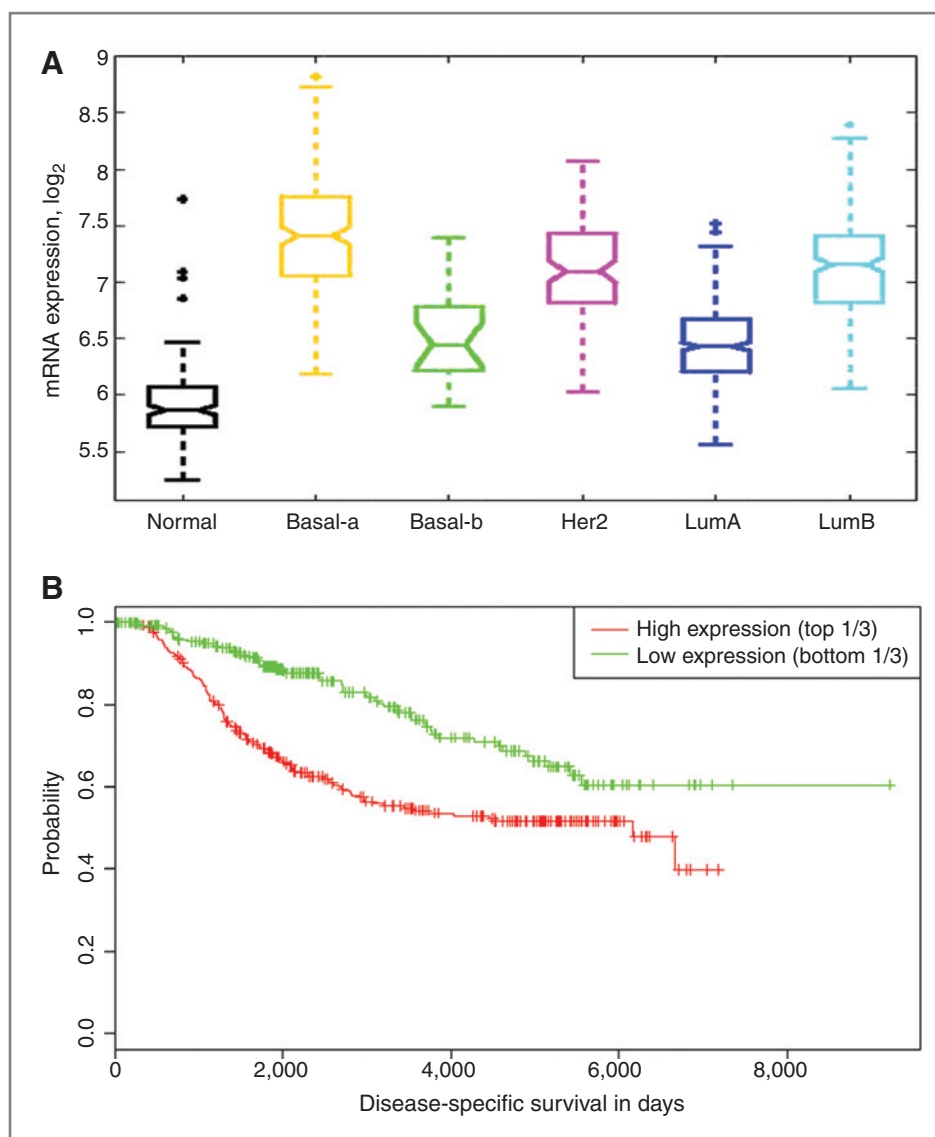 A
mRNA expression, log2
9
8.5
8
7.5
7
6.5
6
5.5
Normal Basal-a Basal-b Her2 LumA LumB
B
High expression (top 1/3)
Low expression (bottom 1/3)
Probability
1.0
0.8
0.6
0.4
0.2
0.0
0 2,000 4,000 6,000 8,000
Disease-specific survival in days